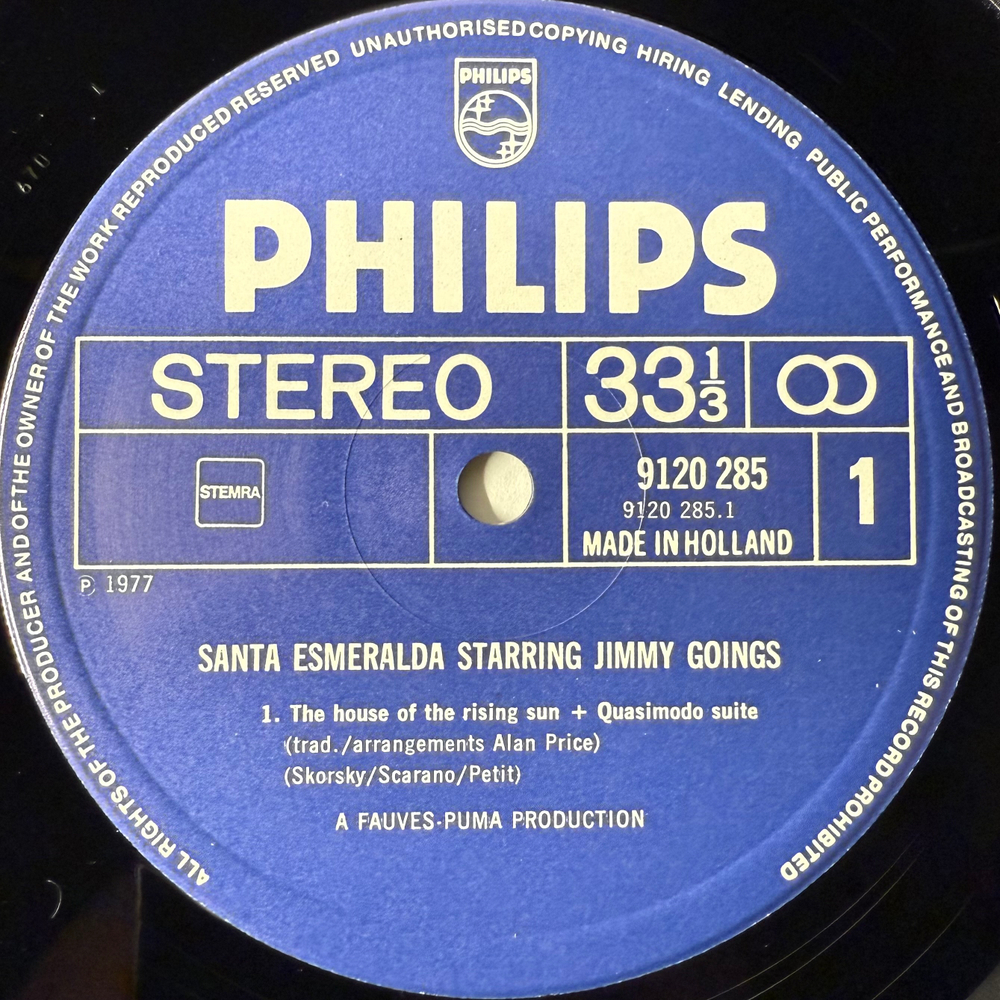 ALL RIGHTS OF THE PRODUCER AND OF THE OWNER OF THE WORK REPRODUCED RESERVED UNAUTHORISED COPYING HIRING LENDING PUBLIC PERFORMANCE AND BROADCASTING OF THIS RECORD PROHIBITED
PHILIPS
PHILIPS
STEREO 33 1/3
STEMRA
9120 285
9120 285.1
MADE IN HOLLAND
1
Ⓟ 1977
SANTA ESMERALDA STARRING JIMMY GOINGS
1. The house of the rising sun + Quasimodo suite
(trad./arrangements Alan Price)
(Skorsky/Scarano/Petit)
A FAUVES-PUMA PRODUCTION